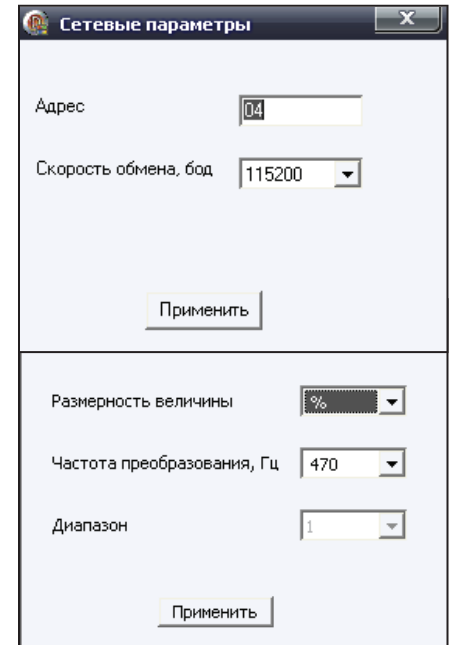 Сетевые параметры
Адрес 04
Скорость обмена, бод 115200
Применить
Размерность величины %
Частота преобразования, Гц 470
Диапазон 1
Применить